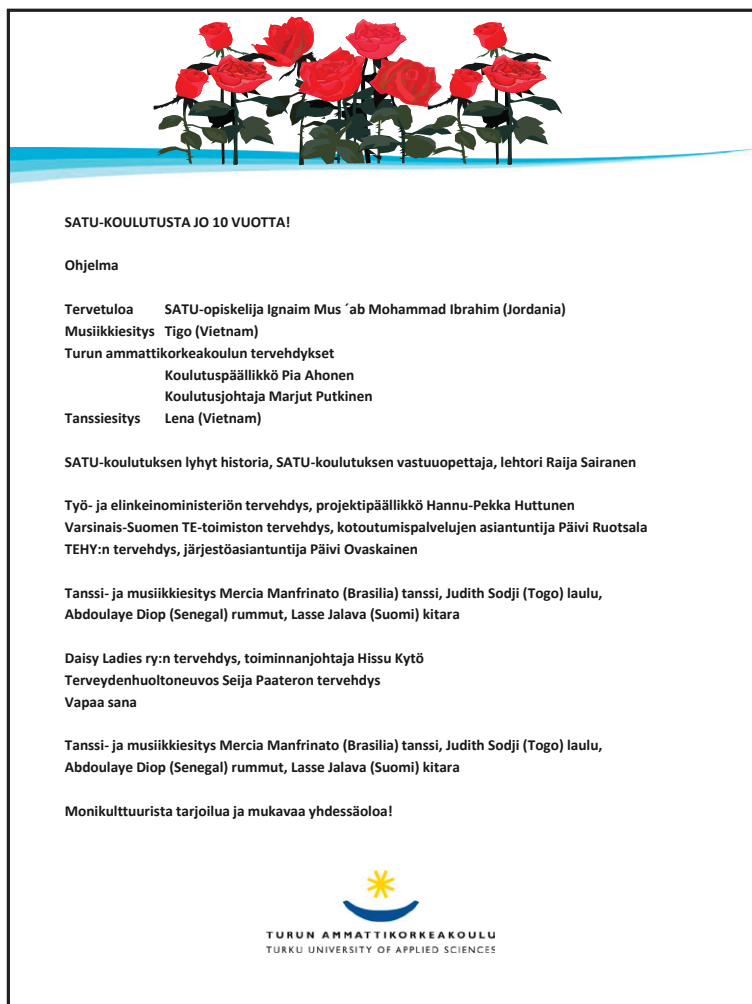 SATU-KOULUTUSTA JO 10 VUOTTA!
Ohjelma
Tervetuloa SATU-opiskelija Ignaim Mus ´ab Mohammad Ibrahim (Jordania)
Musiikkiesitys Tigo (Vietnam)
Turun ammattikorkeakoulun tervehdykset
Koulutuspäällikkö Pia Ahonen
Koulutusjohtaja Marjut Putkinen
Tanssiesitys Lena (Vietnam)
SATU-koulutuksen lyhyt historia, SATU-koulutuksen vastuuopettaja, lehtori Raija Sairanen
Työ- ja elinkeinoministeriön tervehdys, projektipäällikkö Hannu-Pekka Huttunen
Varsinais-Suomen TE-toimiston tervehdys, kotoutumispalvelujen asiantuntija Päivi Ruotsala
TEHY:n tervehdys, järjestöasiantuntija Päivi Ovaskainen
Tanssi- ja musiikkiesitys Mercia Manfrinato (Brasilia) tanssi, Judith Sodji (Togo) laulu,
Abdoulaye Diop (Senegal) rummut, Lasse Jalava (Suomi) kitara
Daisy Ladies ry:n tervehdys, toiminnanjohtaja Hissu Kytö
Terveydenhuoltoneuvos Seija Paateron tervehdys
Vapaa sana
Tanssi- ja musiikkiesitys Mercia Manfrinato (Brasilia) tanssi, Judith Sodji (Togo) laulu,
Abdoulaye Diop (Senegal) rummut, Lasse Jalava (Suomi) kitara
Monikulttuurista tarjoilua ja mukavaa yhdessäoloa!
TURUN AMMATTIKORKEAKOULU
TURKU UNIVERSITY OF APPLIED SCIENCES